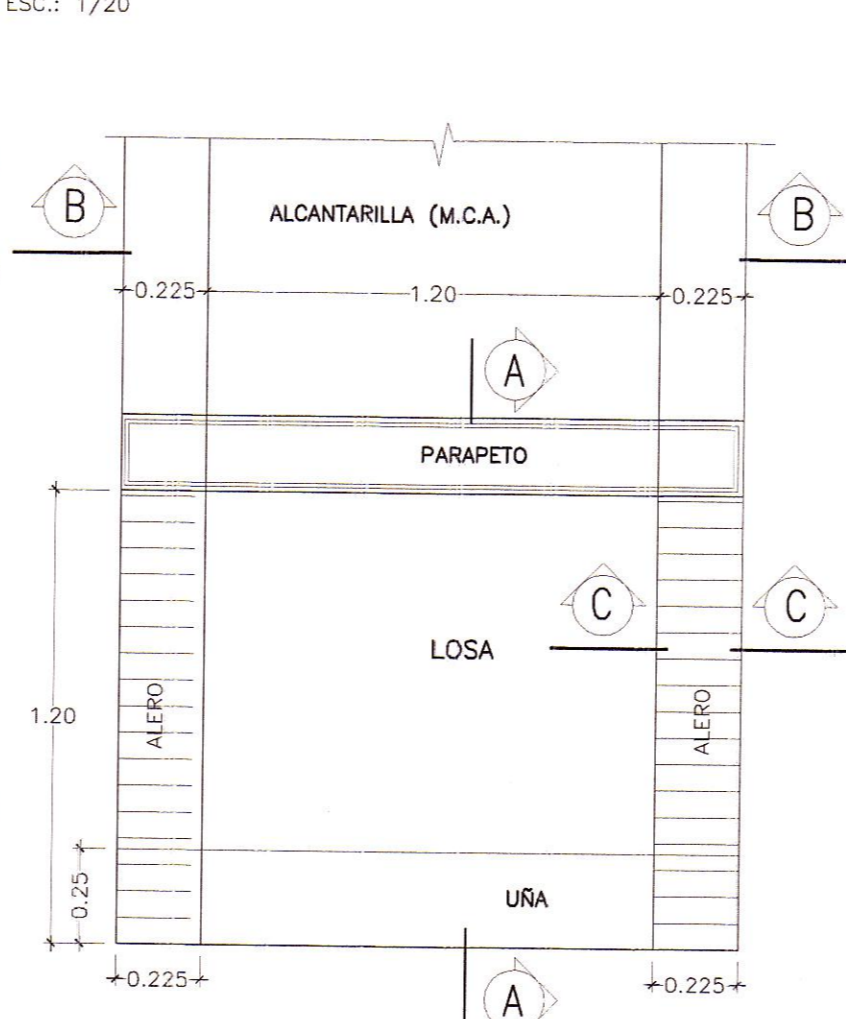 ESC.: 1/20
B
ALCANTARILLA (M.C.A.)
B
0.225
1.20
0.225
A
PARAPETO
C
C
LOSA
1.20
ALERO
ALERO
0.25
UÑA
0.225
0.225
A